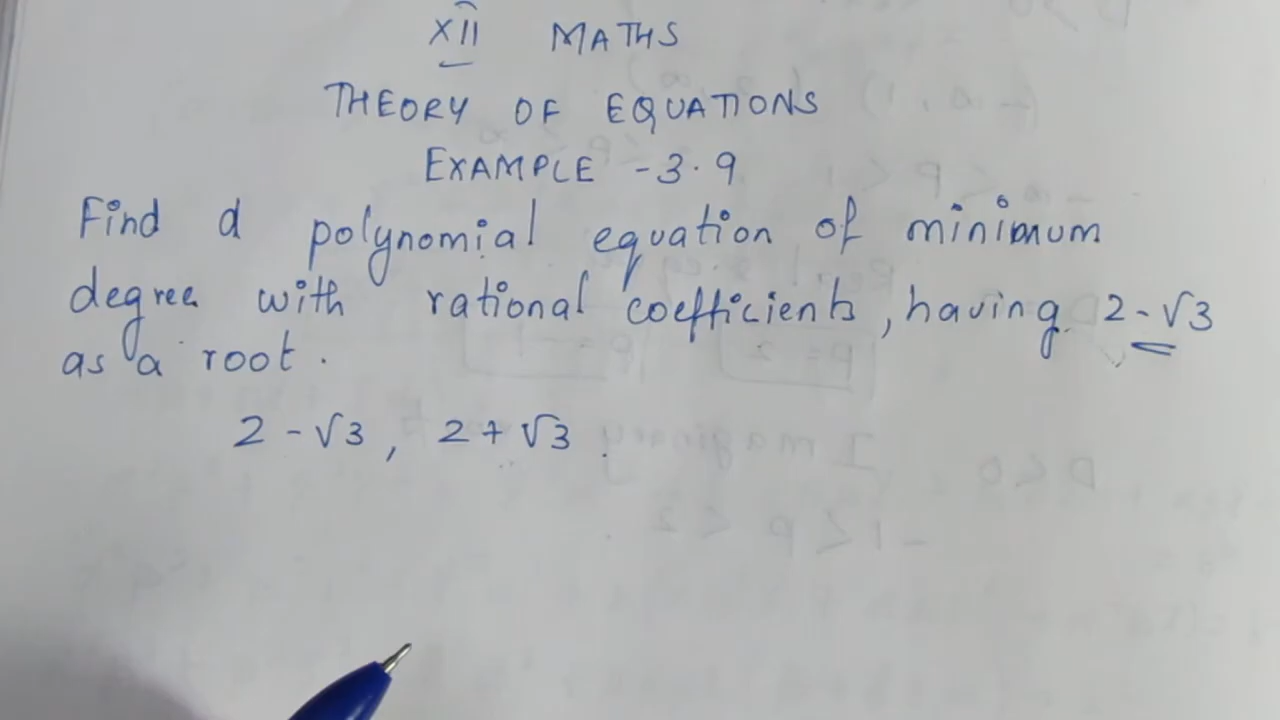 XII MATHS
THEORY OF EQUATIONS
EXAMPLE - 3.9
Find a polynomial equation of minimum
degree with rational coefficients, having 2-√3
as a root.
2-√3, 2+√3.